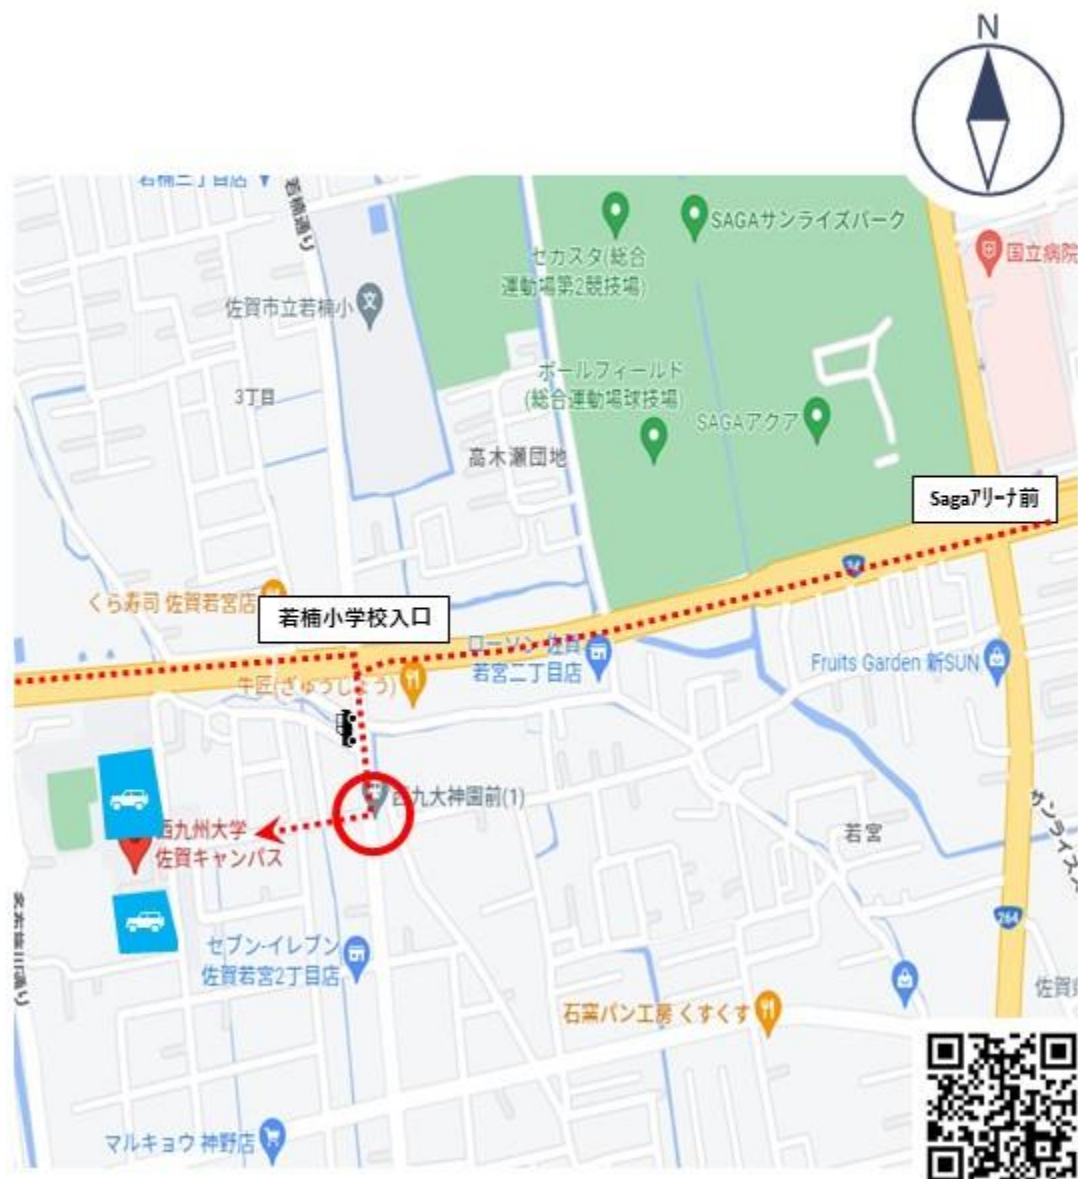 N
若楠三丁目店
若楠通り
セカスタ(総合
運動場第2競技場)
SAGAサンライズパーク
国立病院
佐賀市立若楠小
文
3丁目
ボールフィールド
(総合運動場球技場)
SAGAアクア
高木瀬団地
Sagaアリーナ前
34
くら寿司 佐賀若宮店
若楠小学校入口
ローソン 佐賀
若宮二丁目店
Fruits Garden 新SUN
牛匠(ぎゅうしょう)
西九大神園前(1)
西九州大学
佐賀キャンパス
若宮
264
セブン-イレブン
佐賀若宮2丁目店
石窯パン工房 くすくす
マルキョウ 神野店